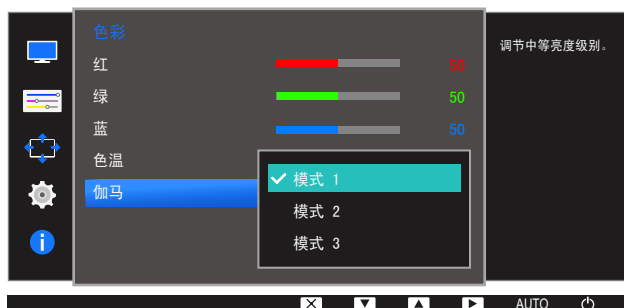 色彩
红 50
绿 50
蓝 50
色温
伽马
模式 1
模式 2
模式 3
调节中等亮度级别。
AUTO